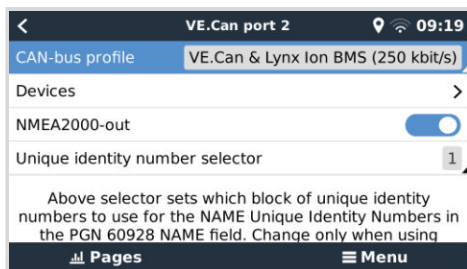 VE.Can port 2 09:19
CAN-bus profile VE.Can & Lynx Ion BMS (250 kbit/s)
Devices
NMEA2000-out
Unique identity number selector 1
Above selector sets which block of unique identity
numbers to use for the NAME Unique Identity Numbers in
the PGN 60928 NAME field. Change only when using
Pages Menu